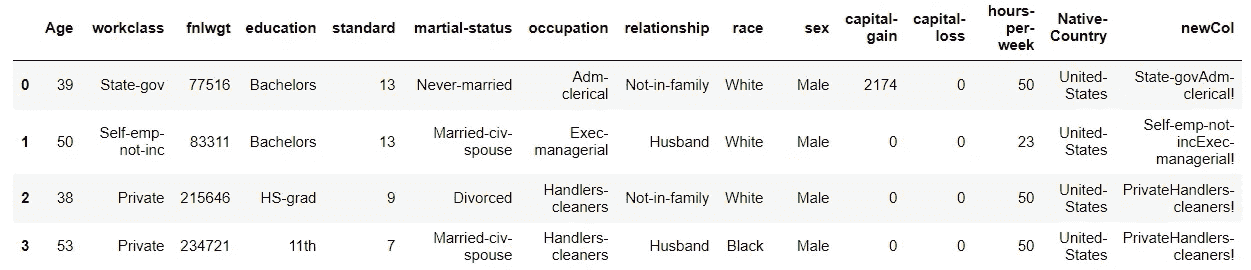 Age workclass fnlwgt education standard martial-status occupation relationship race sex capital-gain capital-loss hours-per-week Native-Country newCol
0 39 State-gov 77516 Bachelors 13 Never-married Adm-clerical Not-in-family White Male 2174 0 50 United-States State-govAdm-clerical!
1 50 Self-emp-not-inc 83311 Bachelors 13 Married-civ-spouse Exec-managerial Husband White Male 0 0 23 United-States Self-emp-not-incExec-managerial!
2 38 Private 215646 HS-grad 9 Divorced Handlers-cleaners Not-in-family White Male 0 0 50 United-States PrivateHandlers-cleaners!
3 53 Private 234721 11th 7 Married-civ-spouse Handlers-cleaners Husband Black Male 0 0 50 United-States PrivateHandlers-cleaners!